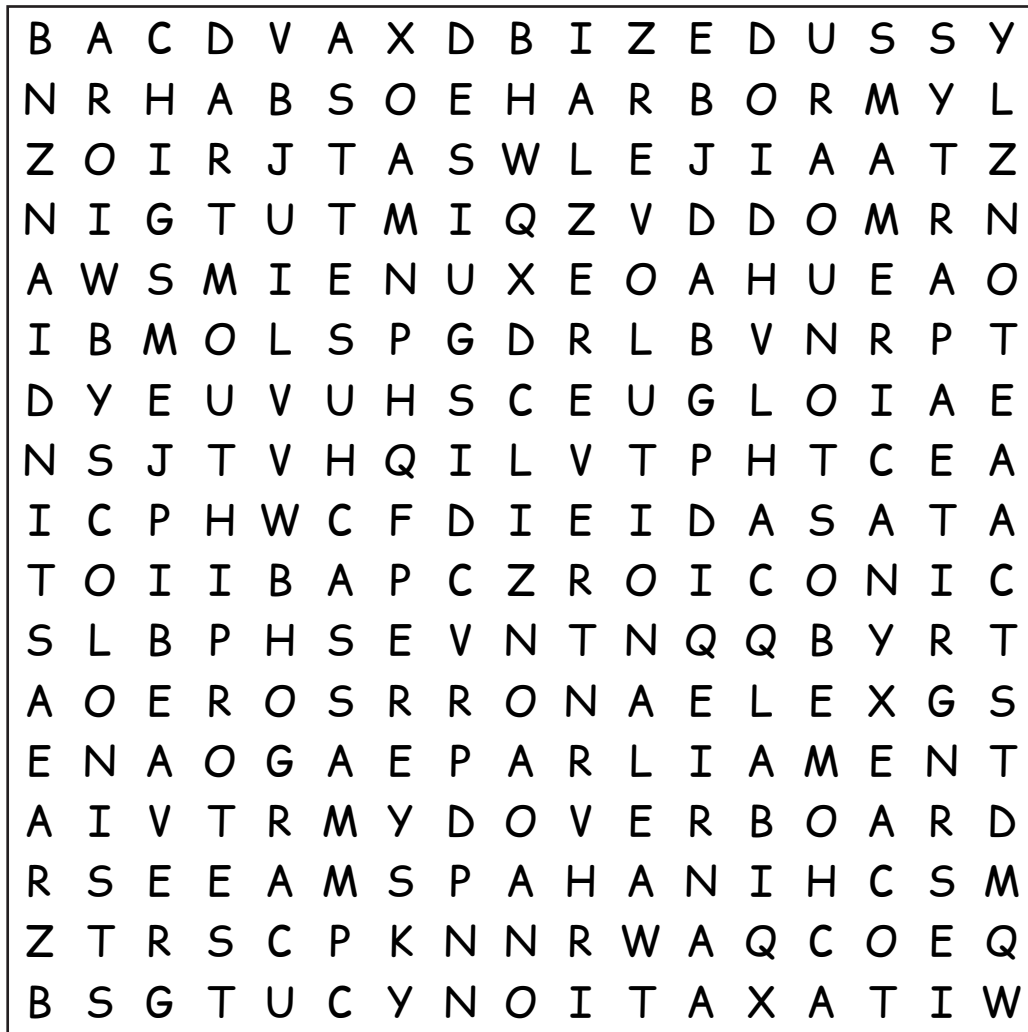 B A C D V A X D B I Z E D U S S Y
N R H A B S O E H A R B O R M Y L
Z O I R J T A S W L E J I A A T Z
N I G T U T M I Q Z V D D O M R N
A W S M I E N U X E O A H U E A O
I B M O L S P G D R L B V N R P T
D Y E U V U H S C E U G L O I A E
N S J T V H Q I L V T P H T C E A
I C P H W C F D I E I D A S A T A
T O I I B A P C Z R O I C O N I C
S L B P H S E V N T N Q Q B Y R T
A O E R O S R R O N A E L E X G S
E N A O G A E P A R L I A M E N T
A I V T R M Y D O V E R B O A R D
R S E E A M S P A H A N I H C S M
Z T R S C P K N N R W A Q C O E Q
B S G T U C Y N O I T A X A T I W